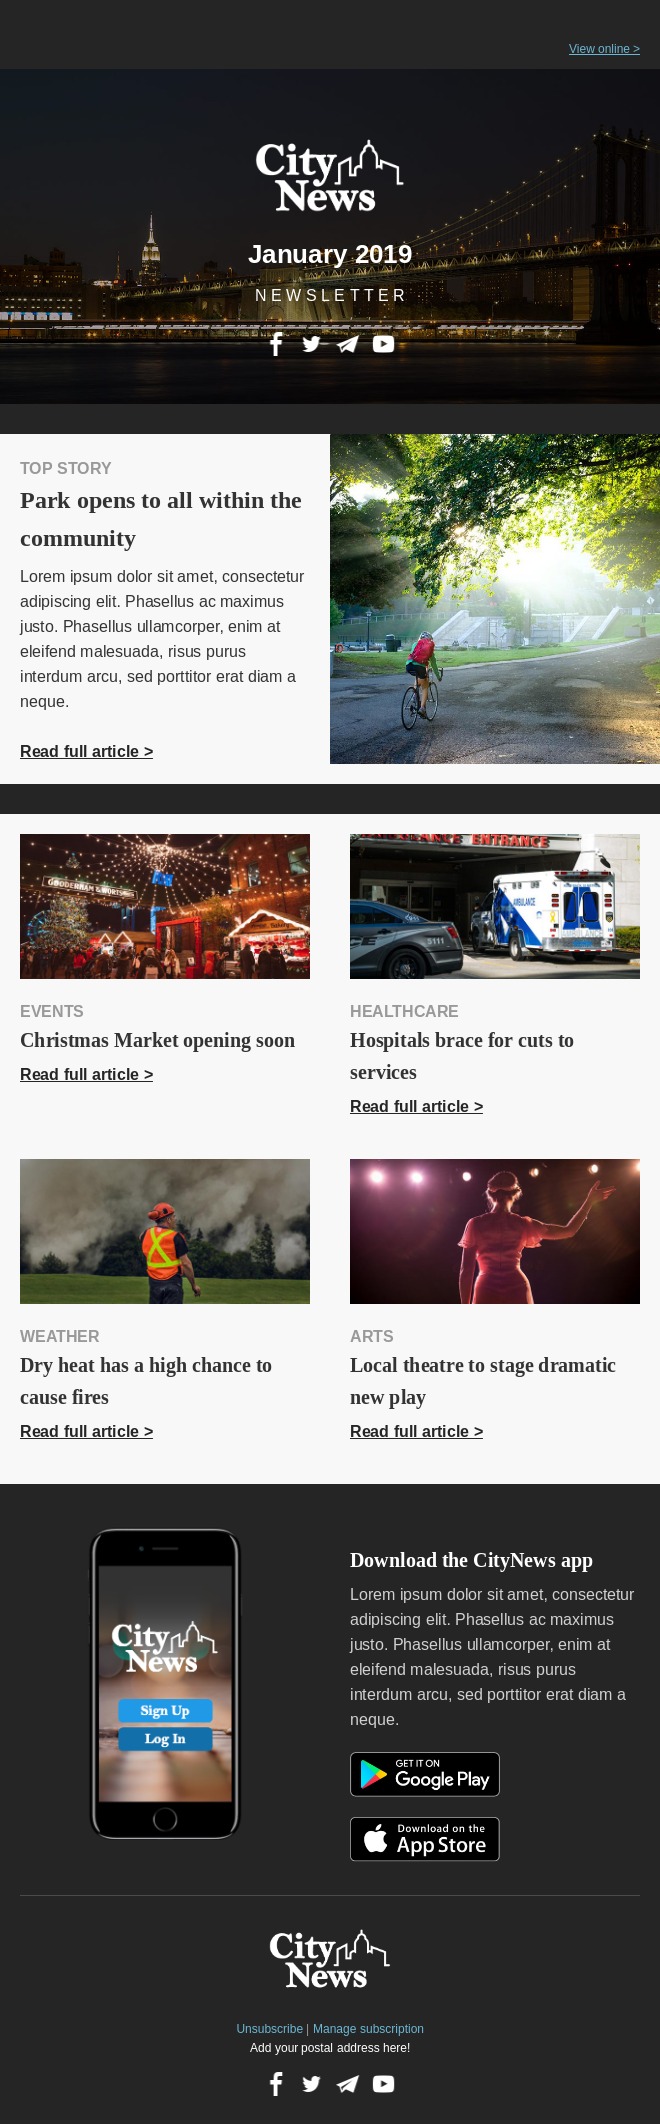 View online >
City
News
January 2019
NEWSLETTER
TOP STORY
Park opens to all within the
community
Lorem ipsum dolor sit amet, consectetur
adipiscing elit. Phasellus ac maximus
justo. Phasellus ullamcorper, enim at
eleifend malesuada, risus purus
interdum arcu, sed porttitor erat diam a
neque.
Read full article >
GOODERHAM & WORTS
ENTRANCE
AMBULANCE
3111
AMBULANCE
EVENTS
Christmas Market opening soon
Read full article >
HEALTHCARE
Hospitals brace for cuts to
services
Read full article >
WEATHER
Dry heat has a high chance to
cause fires
Read full article >
ARTS
Local theatre to stage dramatic
new play
Read full article >
City
News
Sign Up
Log In
Download the CityNews app
Lorem ipsum dolor sit amet, consectetur
adipiscing elit. Phasellus ac maximus
justo. Phasellus ullamcorper, enim at
eleifend malesuada, risus purus
interdum arcu, sed porttitor erat diam a
neque.
GET IT ON
Google Play
Download on the
App Store
City
News
Unsubscribe | Manage subscription
Add your postal address here!